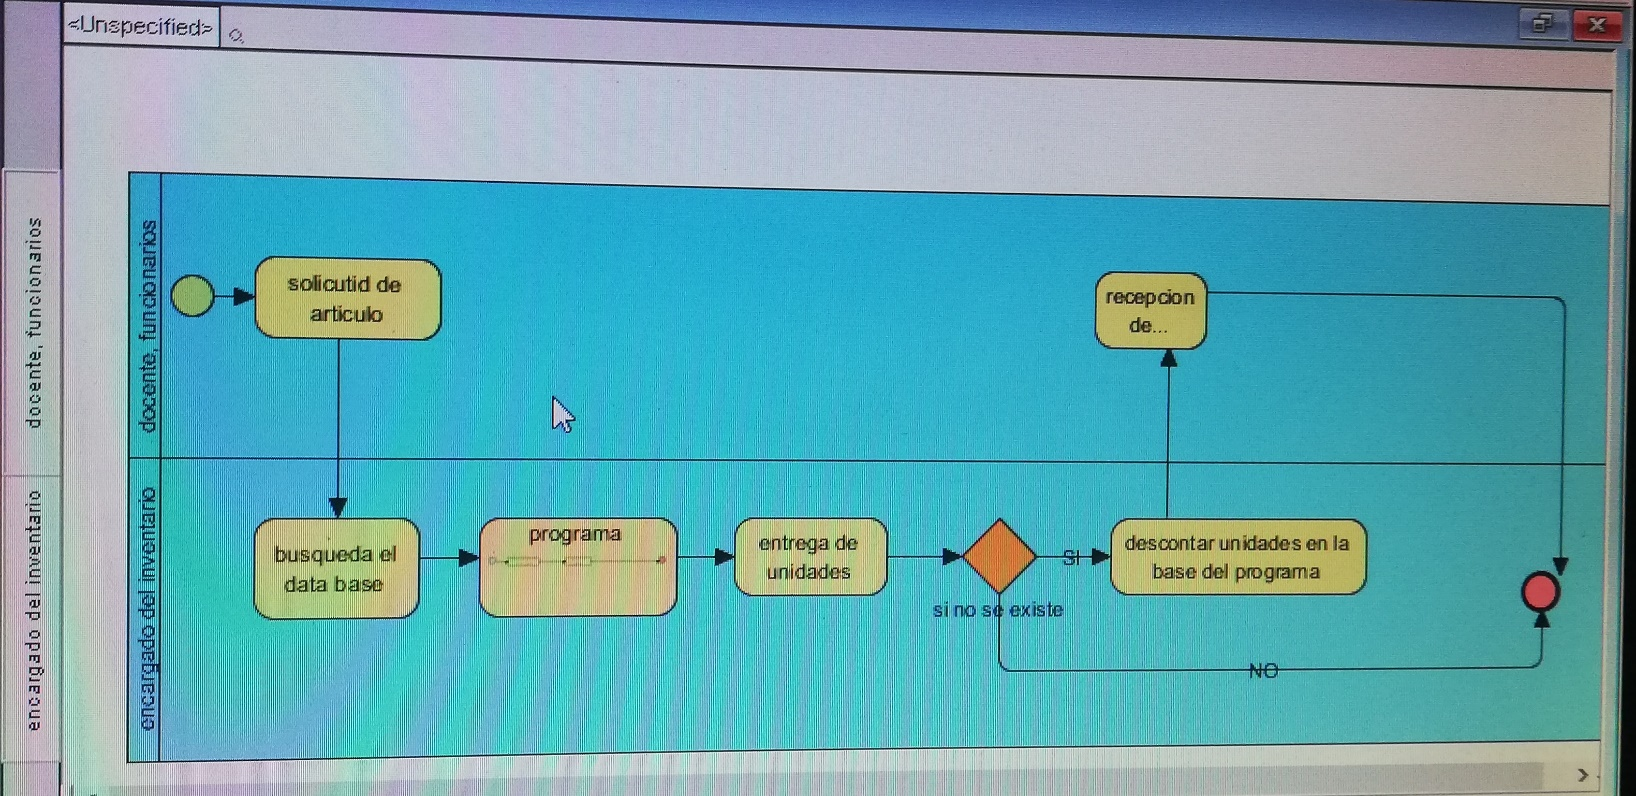 <Unspecified>
docente, funcionarios
encargado del inventario
docente, funcionarios
encargado del inventario
solicutid de
articulo
recepcion
de...
busqueda el
data base
programa
entrega de
unidades
si no se existe
SI
descontar unidades en la
base del programa
NO